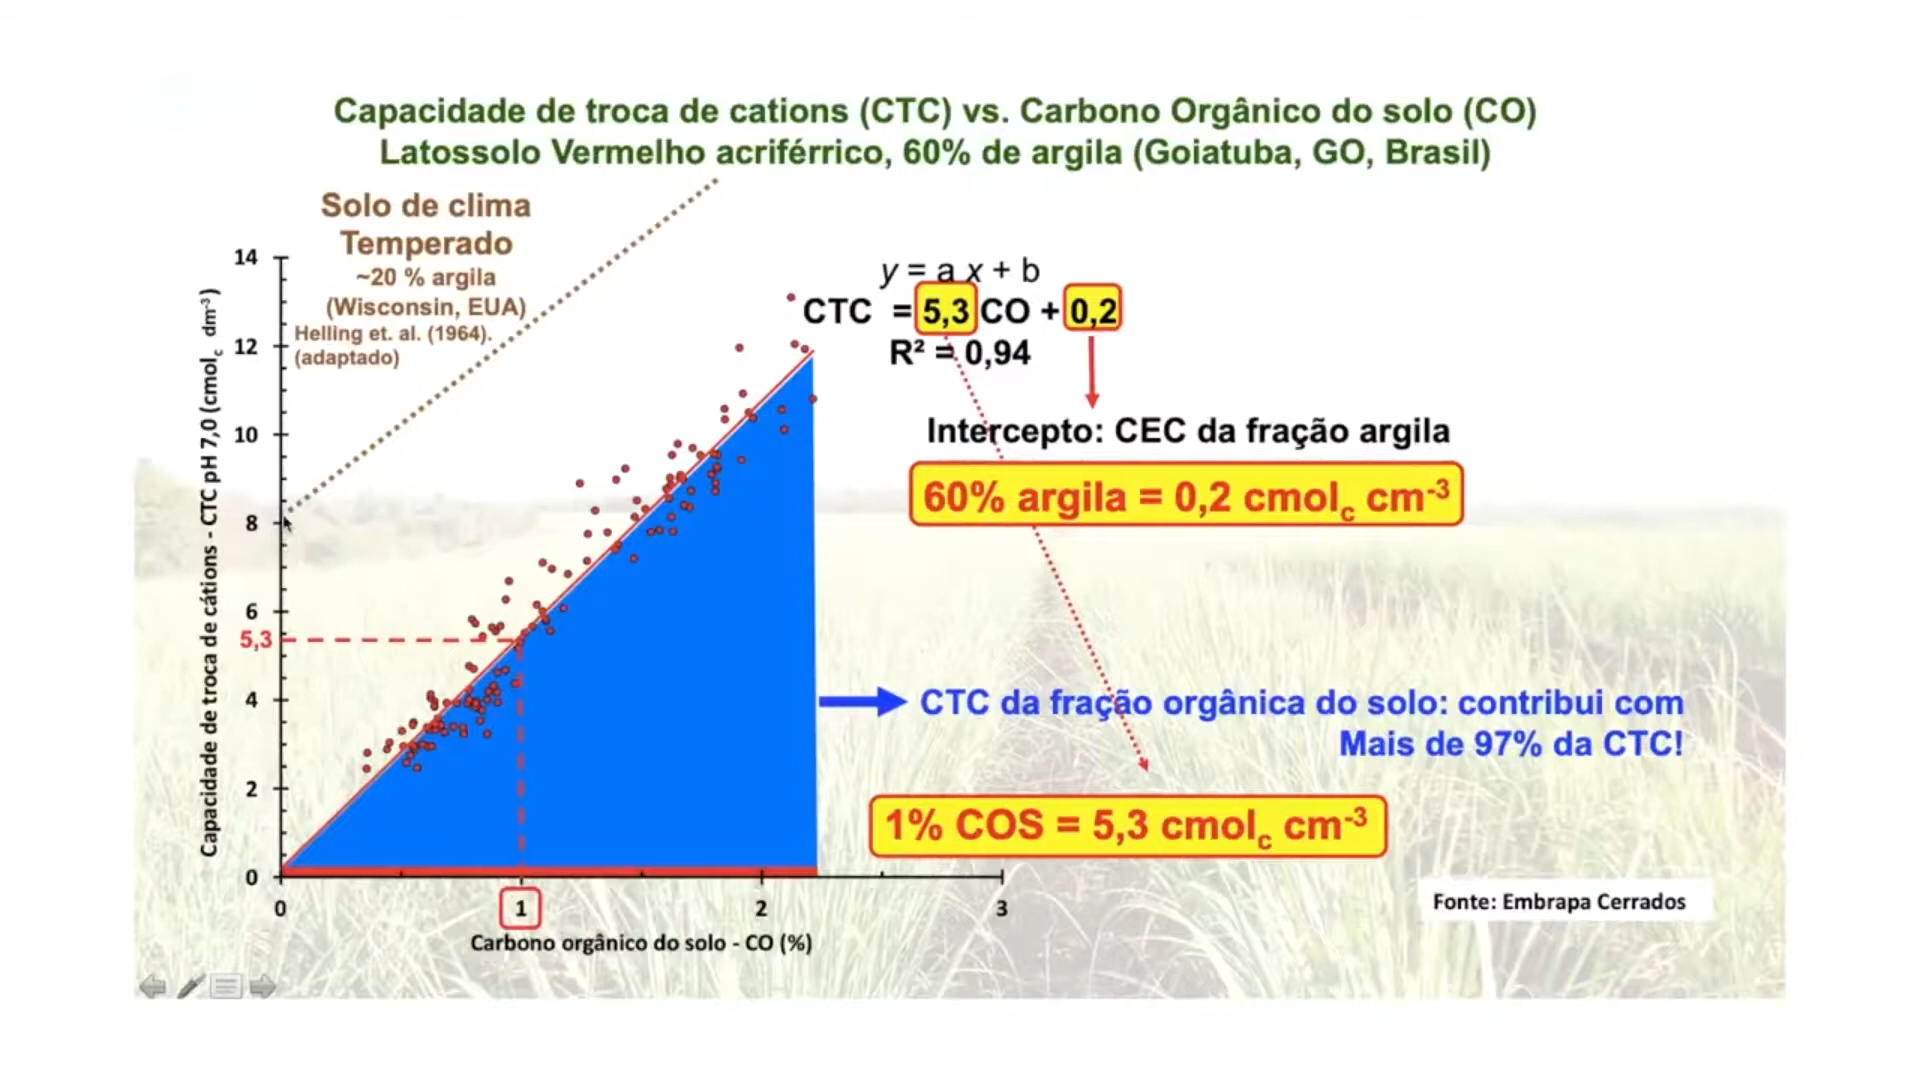 Capacidade de troca de cations (CTC) vs. Carbono Orgânico do solo (CO)
Latossolo Vermelho acriférrico, 60% de argila (Goiatuba, GO, Brasil)
Solo de clima
Temperado
~20 % argila
(Wisconsin, EUA)
Helling et. al. (1964).
(adaptado)
Capacidade de troca de cátions - CTC pH 7,0 (cmolc dm-3)
14
12
10
8
6
5,3
4
2
0
0
1
2
3
Carbono orgânico do solo - CO (%)
y = a x + b
CTC = 5,3 CO + 0,2
R² = 0,94
Intercepto: CEC da fração argila
60% argila = 0,2 cmolc cm-3
CTC da fração orgânica do solo: contribui com
Mais de 97% da CTC!
1% COS = 5,3 cmolc cm-3
Fonte: Embrapa Cerrados